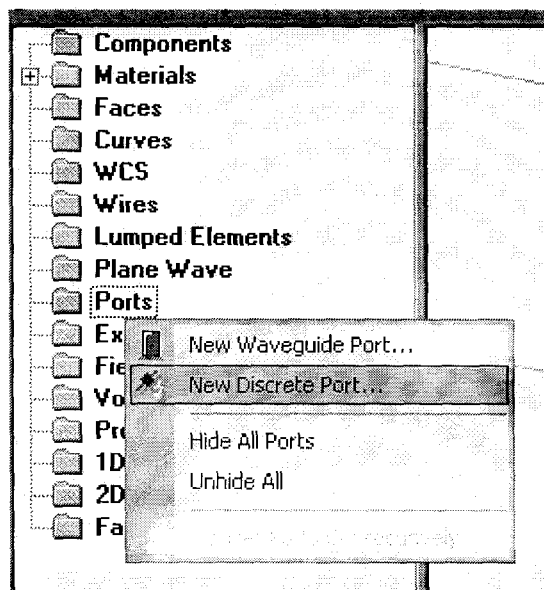 Components
Materials
Faces
Curves
WCS
Wires
Lumped Elements
Plane Wave
Ports
Ex
New Waveguide Port...
Fie
New Discrete Port...
Vo
Pro
Hide All Ports
1D
Unhide All
2D
Fa